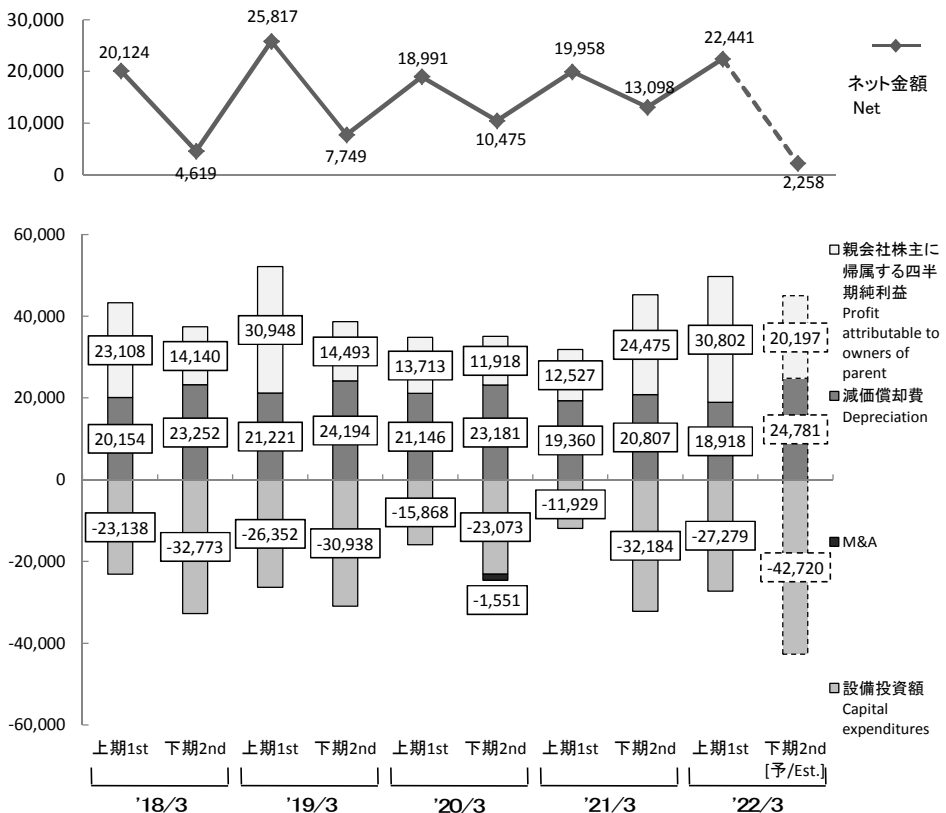 30,000
20,000
10,000
0
20,124
4,619
25,817
7,749
18,991
10,475
19,958
13,098
22,441
2,258
ネット金額
Net
60,000
40,000
20,000
0
-20,000
-40,000
-60,000
23,108
14,140
30,948
14,493
13,713
11,918
12,527
24,475
30,802
20,197
20,154
23,252
21,221
24,194
21,146
23,181
19,360
20,807
18,918
24,781
-23,138
-32,773
-26,352
-30,938
-15,868
-23,073
-1,551
-11,929
-32,184
-27,279
-42,720
親会社株主に
帰属する四半
期純利益
Profit
attributable to
owners of
parent
減価償却費
Depreciation
M&A
設備投資額
Capital
expenditures
上期1st 下期2nd 上期1st 下期2nd 上期1st 下期2nd 上期1st 下期2nd 上期1st 下期2nd
[予/Est.]
'18/3 '19/3 '20/3 '21/3 '22/3